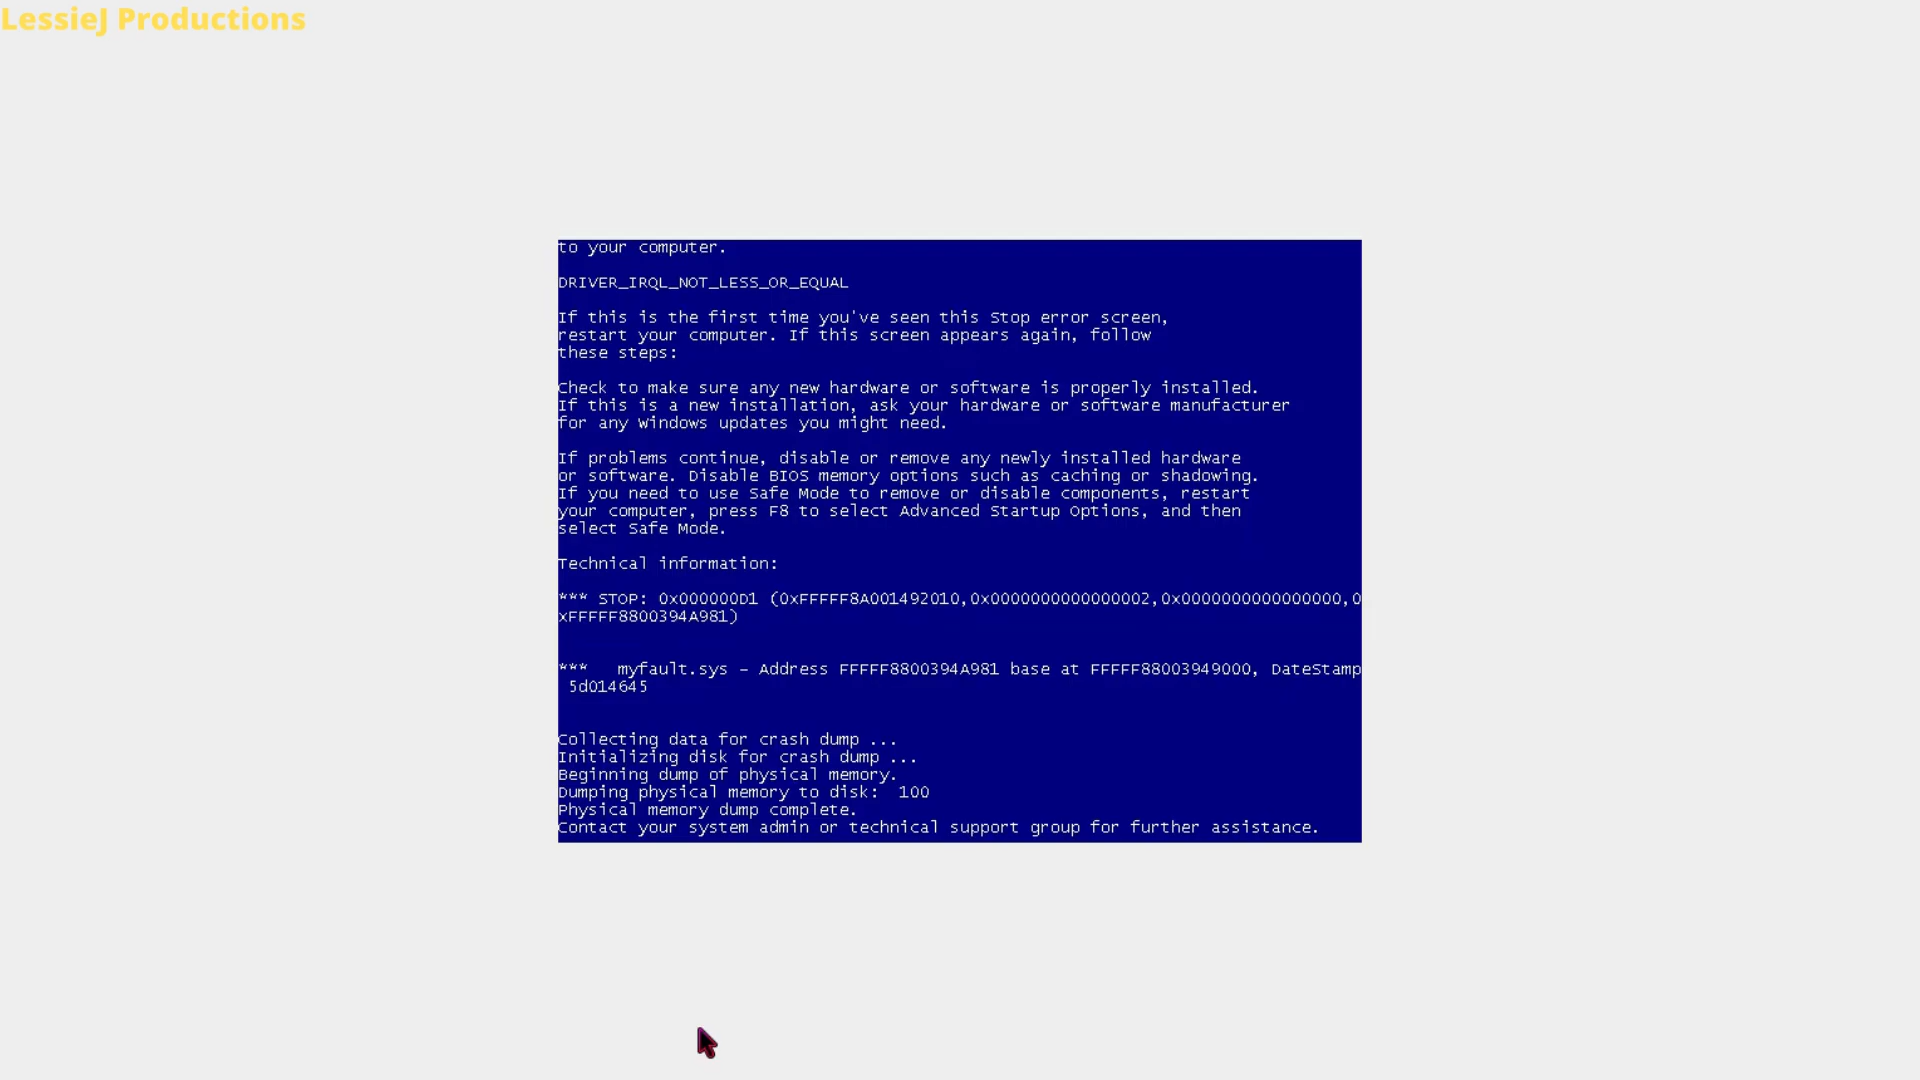 LessieJ Productions
to your computer.
DRIVER_IRQL_NOT_LESS_OR_EQUAL
If this is the first time you've seen this Stop error screen,
restart your computer. If this screen appears again, follow
these steps:
Check to make sure any new hardware or software is properly installed.
If this is a new installation, ask your hardware or software manufacturer
for any Windows updates you might need.
If problems continue, disable or remove any newly installed hardware
or software. Disable BIOS memory options such as caching or shadowing.
If you need to use Safe Mode to remove or disable components, restart
your computer, press F8 to select Advanced Startup Options, and then
select Safe Mode.
Technical information:
*** STOP: 0x000000D1 (0xFFFFF8A001492010,0x0000000000000002,0x0000000000000000,0
xFFFFF8800394A981)
***   myfault.sys – Address FFFFF8800394A981 base at FFFFF88003949000, DateStamp
5d014645
Collecting data for crash dump ...
Initializing disk for crash dump ...
Beginning dump of physical memory.
Dumping physical memory to disk:  100
Physical memory dump complete.
Contact your system admin or technical support group for further assistance.